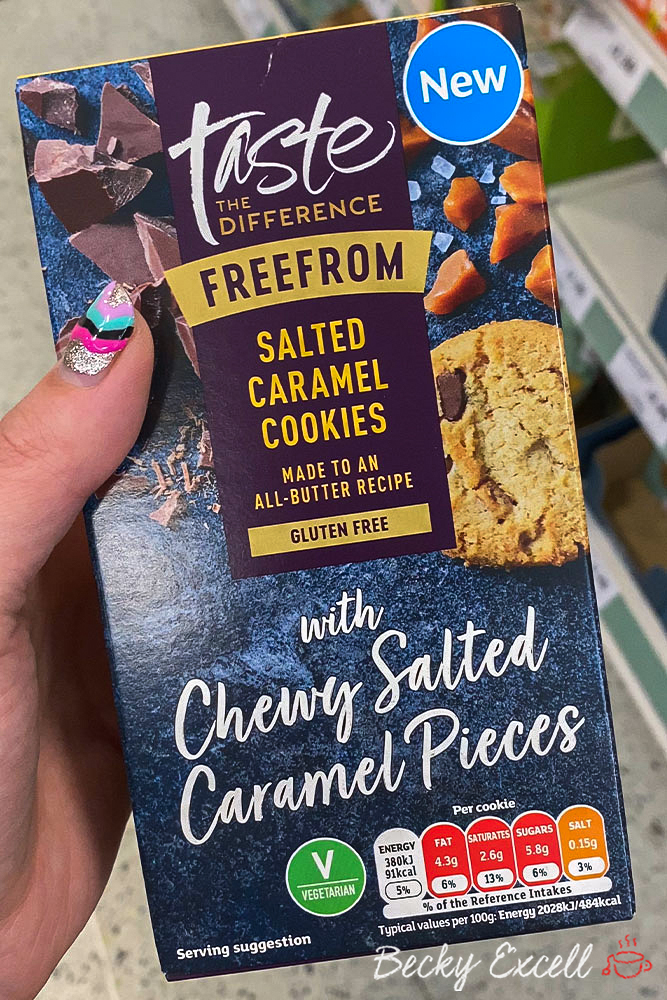 New
taste
THE
DIFFERENCE
FREEFROM
SALTED
CARAMEL
COOKIES
MADE TO AN
ALL-BUTTER RECIPE
GLUTEN FREE
with
Chewy Salted
Caramel Pieces
Per cookie
ENERGY
380kJ
91kcal
5%
FAT
4.3g
6%
SATURATES
2.6g
13%
SUGARS
5.8g
6%
SALT
0.15g
3%
% of the Reference Intakes
Typical values per 100g: Energy 2028kJ/484kcal
V
VEGETARIAN
Serving suggestion
Becky Excell